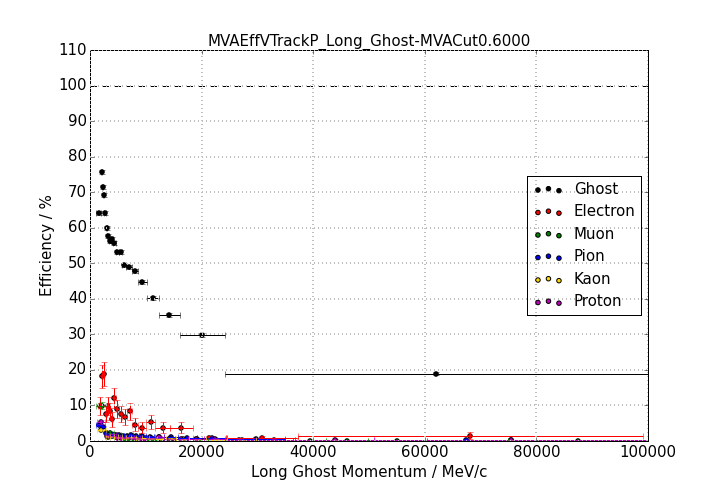 MVAEffVTrackP_Long_Ghost-MVACut0.6000
110
100
90
80
70
60
50
40
30
20
10
0
Efficiency / %
Ghost
Electron
Muon
Pion
Kaon
Proton
0 20000 40000 60000 80000 100000
Long Ghost Momentum / MeV/c